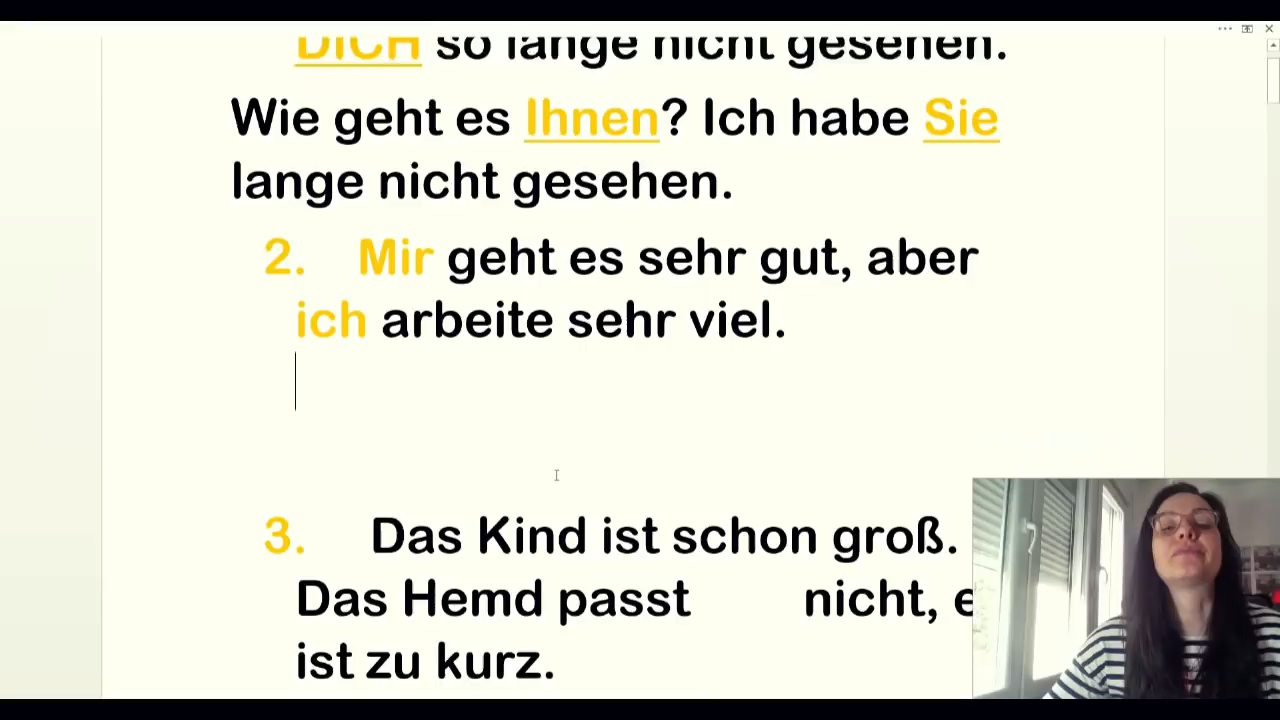 DICH so lange nicht gesehen.
Wie geht es Ihnen? Ich habe Sie
lange nicht gesehen.
2. Mir geht es sehr gut, aber
ich arbeite sehr viel.
3. Das Kind ist schon groß.
Das Hemd passt nicht,
ist zu kurz.